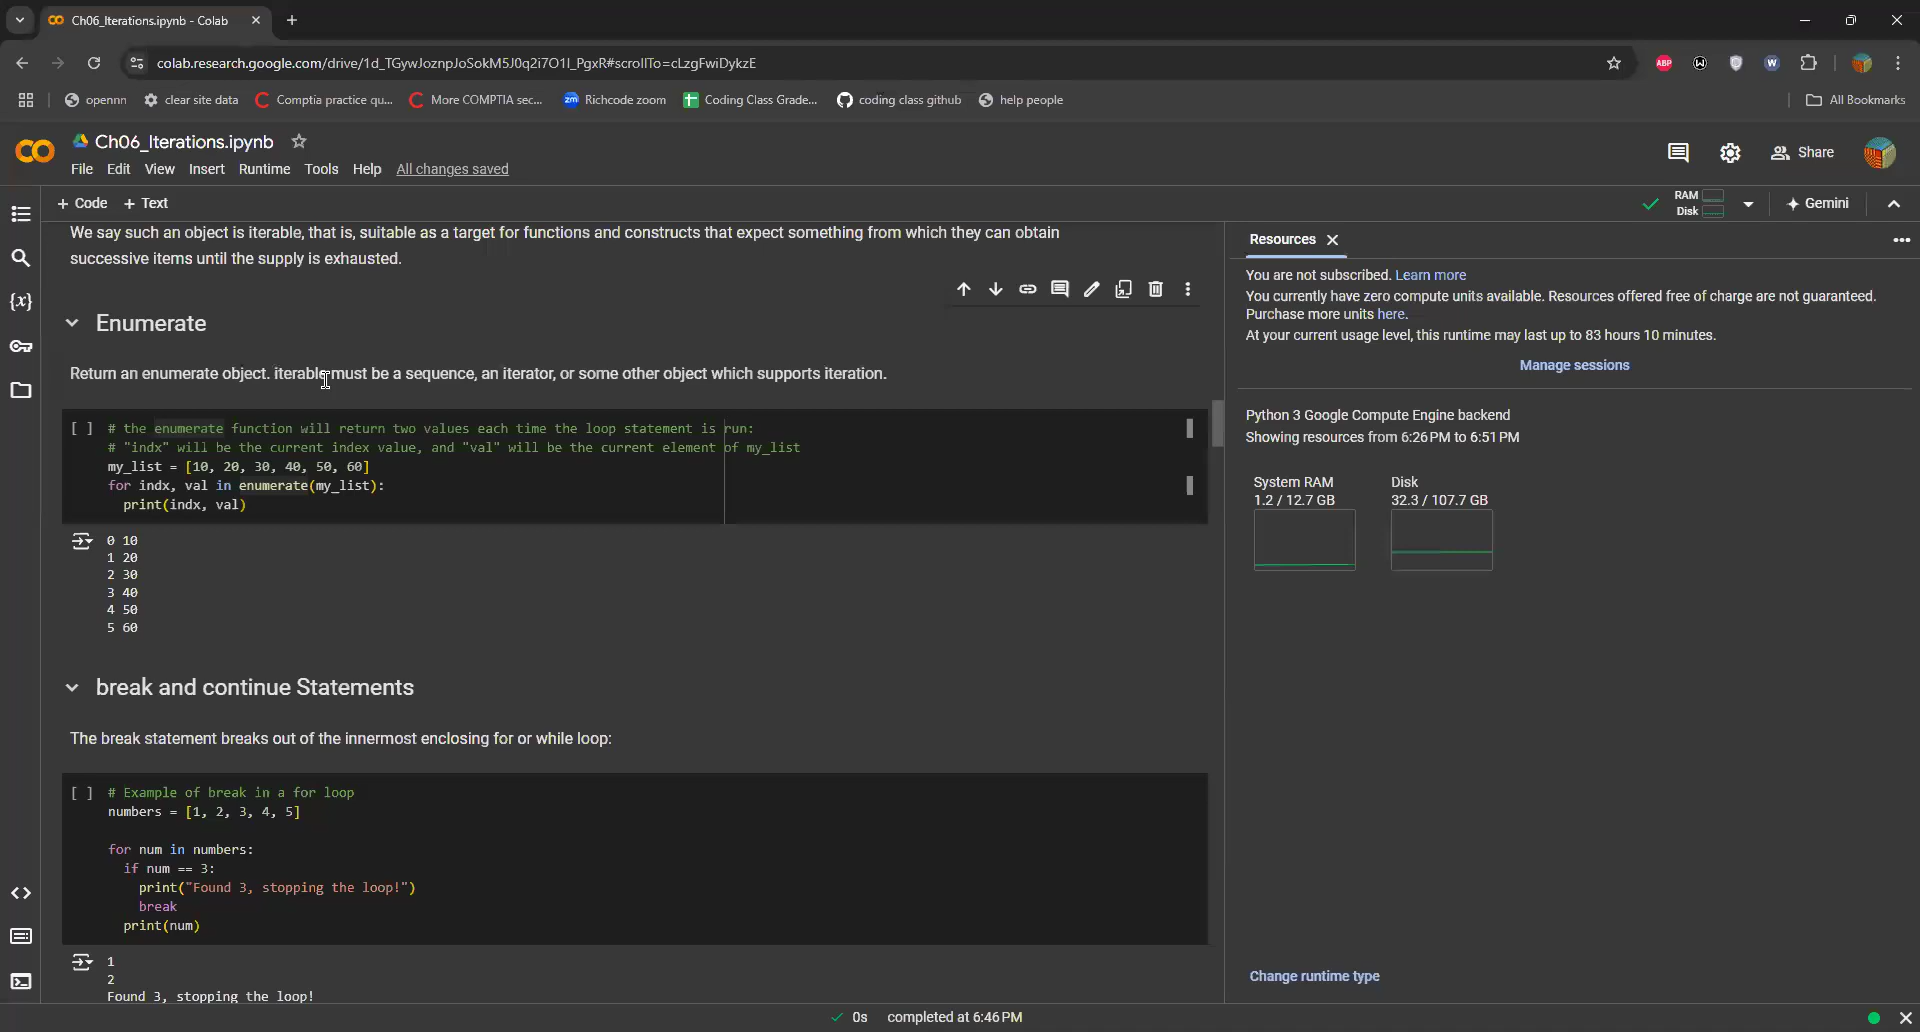 Ch06_Iterations.ipynb - Colab
colab.research.google.com/drive/1d_TGywJoznpJoSokM5J0q2i7O1I_PgxR#scrollTo=cLzgFwiDykzE
ABP
W
opennn
clear site data
Comptia practice qu...
More COMPTIA sec...
zm Richcode zoom
Coding Class Grade...
coding class github
help people
All Bookmarks
Ch06_Iterations.ipynb
File Edit View Insert Runtime Tools Help All changes saved
Share
+ Code + Text
RAM
Disk
Gemini
We say such an object is iterable, that is, suitable as a target for functions and constructs that expect something from which they can obtain
successive items until the supply is exhausted.
Enumerate
Return an enumerate object. iterable must be a sequence, an iterator, or some other object which supports iteration.
[ ] # the enumerate function will return two values each time the loop statement is run:
# "indx" will be the current index value, and "val" will be the current element of my_list
my_list = [10, 20, 30, 40, 50, 60]
for indx, val in enumerate(my_list):
print(indx, val)
0 10
1 20
2 30
3 40
4 50
5 60
break and continue Statements
The break statement breaks out of the innermost enclosing for or while loop:
[ ] # Example of break in a for loop
numbers = [1, 2, 3, 4, 5]
for num in numbers:
if num == 3:
print("Found 3, stopping the loop!")
break
print(num)
1
2
Found 3, stopping the loop!
Resources
You are not subscribed. Learn more
You currently have zero compute units available. Resources offered free of charge are not guaranteed.
Purchase more units here.
At your current usage level, this runtime may last up to 83 hours 10 minutes.
Manage sessions
Python 3 Google Compute Engine backend
Showing resources from 6:26 PM to 6:51 PM
System RAM
1.2 / 12.7 GB
Disk
32.3 / 107.7 GB
Change runtime type
0s completed at 6:46 PM